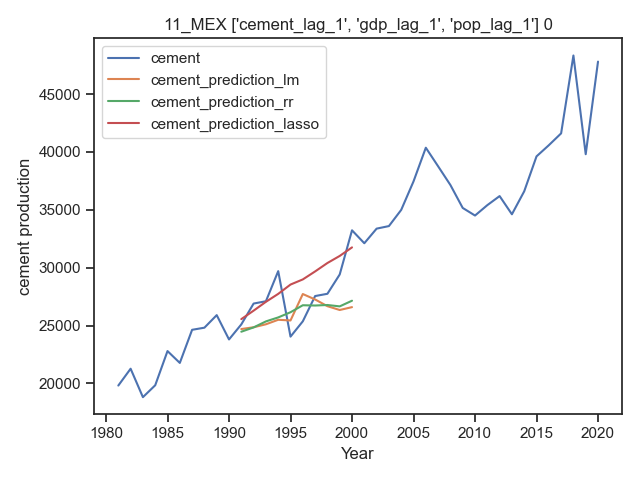 11_MEX ['cement_lag_1', 'gdp_lag_1', 'pop_lag_1'] 0
cement
cement_prediction_lm
cement_prediction_rr
cement_prediction_lasso
cement production
45000
40000
35000
30000
25000
20000
1980 1985 1990 1995 2000 2005 2010 2015 2020
Year